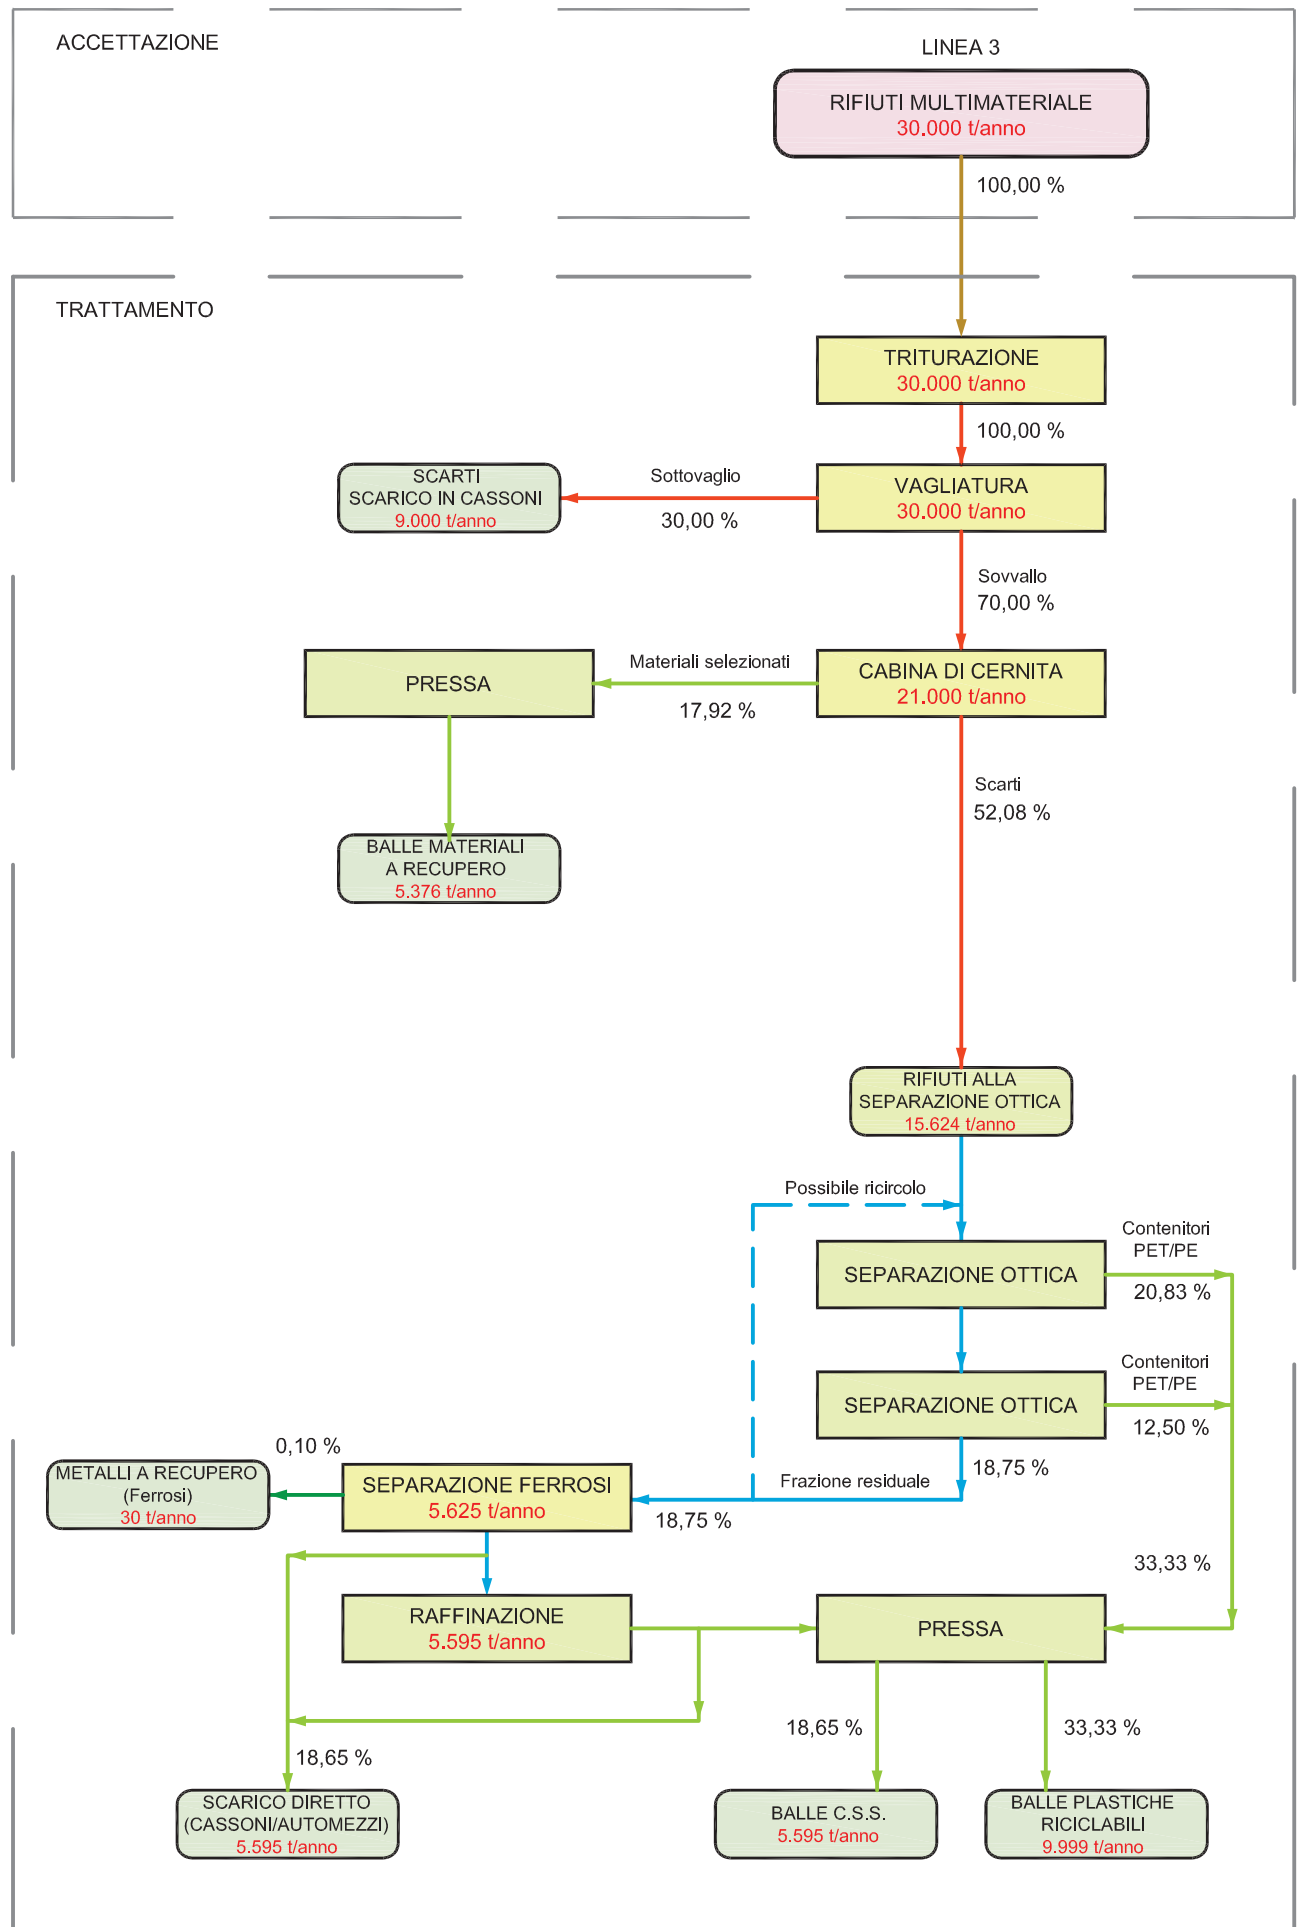 ACCETTAZIONE
LINEA 3
RIFIUTI MULTIMATERIALE
30.000 t/anno
100,00 %
TRATTAMENTO
TRITURAZIONE
30.000 t/anno
100,00 %
SCARTI
SCARICO IN CASSONI
9.000 t/anno
Sottovaglio
30,00 %
VAGLIATURA
30.000 t/anno
Sovvallo
70,00 %
PRESSA
Materiali selezionati
17,92 %
CABINA DI CERNITA
21.000 t/anno
Scarti
52,08 %
BALLE MATERIALI
A RECUPERO
5.376 t/anno
RIFIUTI ALLA
SEPARAZIONE OTTICA
15.624 t/anno
Possibile ricircolo
SEPARAZIONE OTTICA
Contenitori
PET/PE
20,83 %
SEPARAZIONE OTTICA
Contenitori
PET/PE
12,50 %
18,75 %
Frazione residuale
18,75 %
0,10 %
METALLI A RECUPERO
(Ferrosi)
30 t/anno
SEPARAZIONE FERROSI
5.625 t/anno
33,33 %
RAFFINAZIONE
5.595 t/anno
PRESSA
18,65 %
18,65 %
33,33 %
SCARICO DIRETTO
(CASSONI/AUTOMEZZI)
5.595 t/anno
BALLE C.S.S.
5.595 t/anno
BALLE PLASTICHE
RICICLABILI
9.999 t/anno